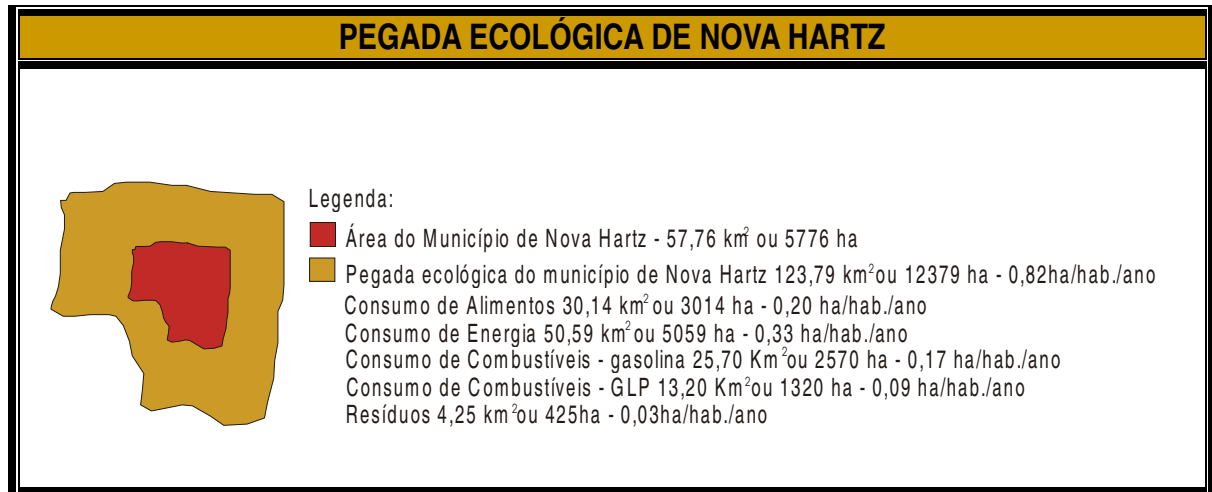 PEGADA ECOLÓGICA DE NOVA HARTZ
Legenda:
Área do Município de Nova Hartz - 57,76 km² ou 5776 ha
Pegada ecológica do município de Nova Hartz 123,79 km² ou 12379 ha - 0,82ha/hab./ano
Consumo de Alimentos 30,14 km² ou 3014 ha - 0,20 ha/hab./ano
Consumo de Energia 50,59 km² ou 5059 ha - 0,33 ha/hab./ano
Consumo de Combustíveis - gasolina 25,70 Km² ou 2570 ha - 0,17 ha/hab./ano
Consumo de Combustíveis - GLP 13,20 Km² ou 1320 ha - 0,09 ha/hab./ano
Resíduos 4,25 km² ou 425ha - 0,03ha/hab./ano